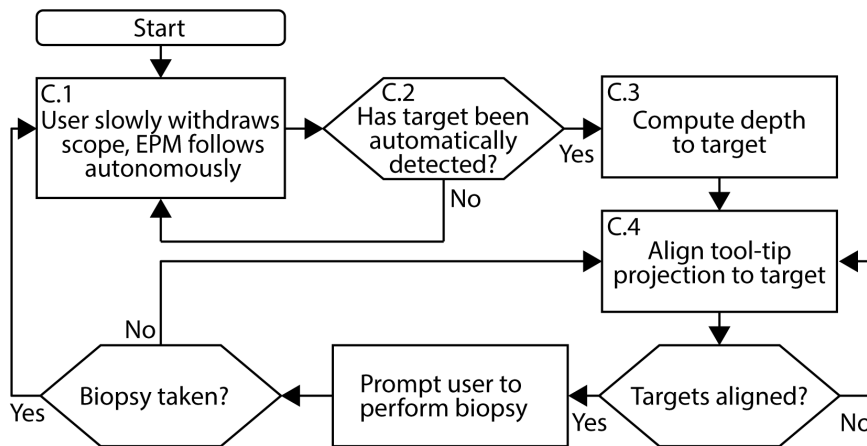 Start
C.1
User slowly withdraws
scope, EPM follows
autonomously
C.2
Has target been
automatically
detected?
Yes
No
C.3
Compute depth
to target
C.4
Align tool-tip
projection to target
Targets aligned?
No
Yes
Prompt user to
perform biopsy
Biopsy taken?
No
Yes